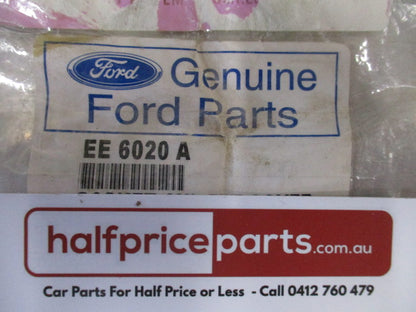 Ford Genuine
Ford Parts
EE 6020 A
halfpriceparts.com.au
Car Parts For Half Price or Less - Call 0412 760 479